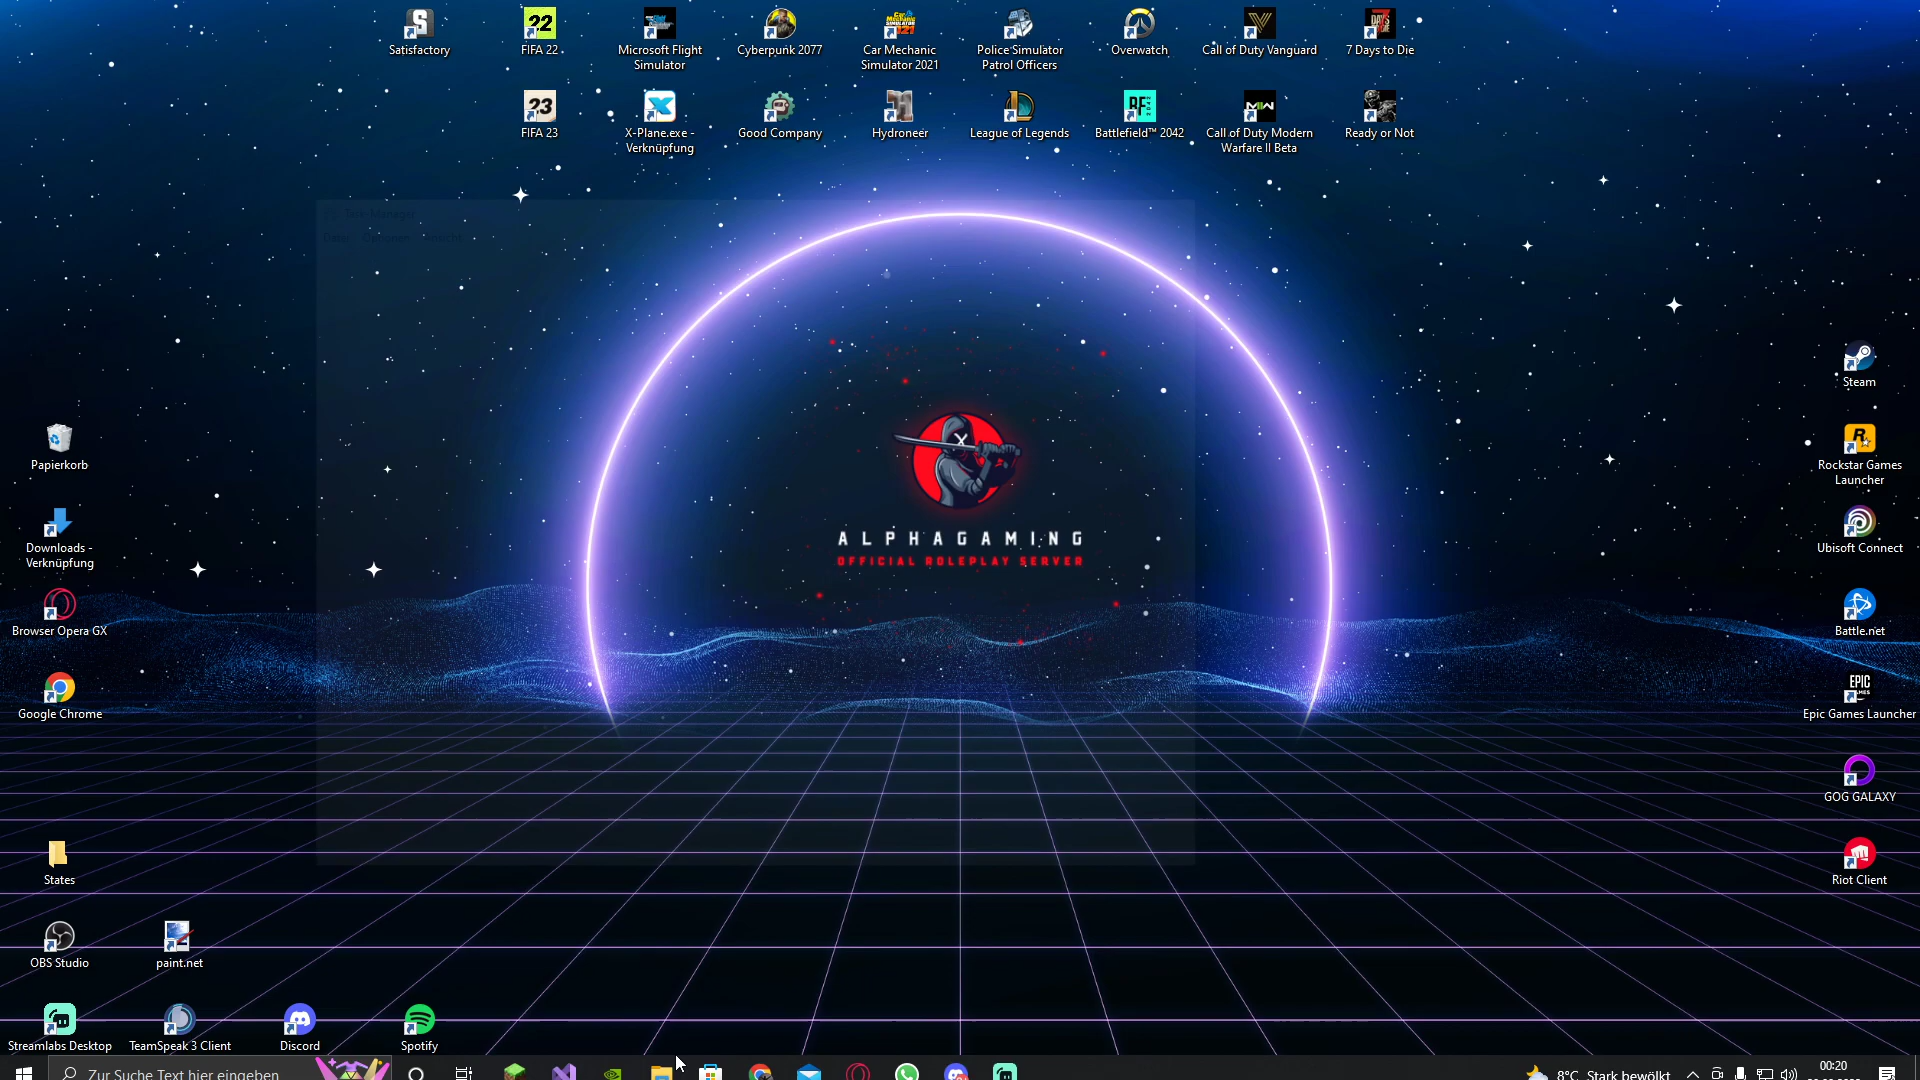 Satisfactory
FIFA 22
Microsoft Flight
Simulator
Cyberpunk 2077
Car Mechanic
Simulator 2021
Police Simulator
Patrol Officers
Overwatch
Call of Duty Vanguard
7 Days to Die
FIFA 23
X-Plane.exe -
Verknüpfung
Good Company
Hydroneer
League of Legends
Battlefield™ 2042
Call of Duty Modern
Warfare II Beta
Ready or Not
Task-Manager
Steam
Papierkorb
Rockstar Games
Launcher
ALPHAGAMING
OFFICIAL ROLEPLAY SERVER
Downloads -
Verknüpfung
Ubisoft Connect
Browser Opera GX
Battle.net
Google Chrome
Epic Games Launcher
GOG GALAXY
States
Riot Client
OBS Studio
paint.net
Streamlabs Desktop
TeamSpeak 3 Client
Discord
Spotify
Zur Suche Text hier eingeben
8°C Stark bewölkt
00:20